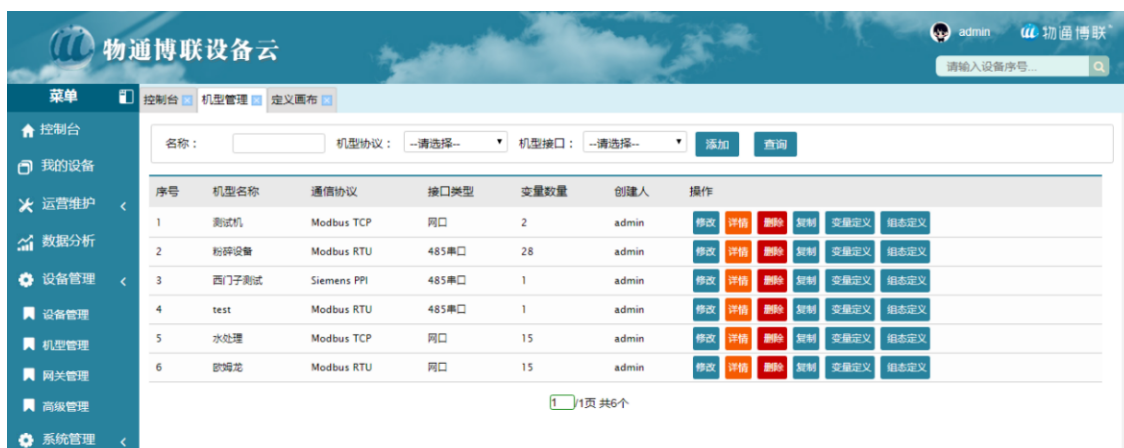 物通博联设备云
admin
物通博联
请输入设备序号...
菜单
控制台 机型管理 定义画布
控制台
我的设备
运营维护
数据分析
设备管理
设备管理
机型管理
网关管理
高级管理
系统管理
名称： 机型协议： --请选择-- 机型接口： --请选择-- 添加 查询
序号 机型名称 通信协议 接口类型 变量数量 创建人 操作
1 测试机 Modbus TCP 网口 2 admin 修改 详情 删除 复制 变量定义 组态定义
2 粉碎设备 Modbus RTU 485串口 28 admin 修改 详情 删除 复制 变量定义 组态定义
3 西门子测试 Siemens PPI 485串口 1 admin 修改 详情 删除 复制 变量定义 组态定义
4 test Modbus RTU 485串口 1 admin 修改 详情 删除 复制 变量定义 组态定义
5 水处理 Modbus TCP 网口 15 admin 修改 详情 删除 复制 变量定义 组态定义
6 欧姆龙 Modbus RTU 网口 15 admin 修改 详情 删除 复制 变量定义 组态定义
1 /1页 共6个